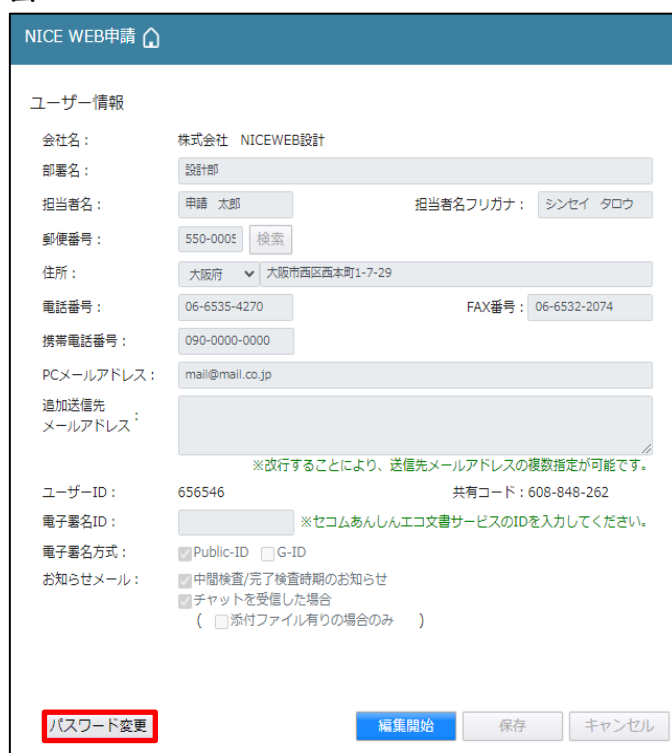 NICE WEB申請
ユーザー情報
会社名： 株式会社　NICEWEB設計
部署名： 設計部
担当者名： 申請　太郎 担当者名フリガナ： シンセイ　タロウ
郵便番号： 550-0005 検索
住所： 大阪府 大阪市西区西本町1-7-29
電話番号： 06-6535-4270 FAX番号： 06-6532-2074
携帯電話番号： 090-0000-0000
PCメールアドレス： mail@mail.co.jp
追加送信先
メールアドレス：
※改行することにより、送信先メールアドレスの複数指定が可能です。
ユーザーID： 656546 共有コード：608-848-262
電子署名ID： ※セコムあんしんエコ文書サービスのIDを入力してください。
電子署名方式： Public-ID G-ID
お知らせメール： 中間検査/完了検査時期のお知らせ
チャットを受信した場合
( 添付ファイル有りの場合のみ )
パスワード変更 編集開始 保存 キャンセル